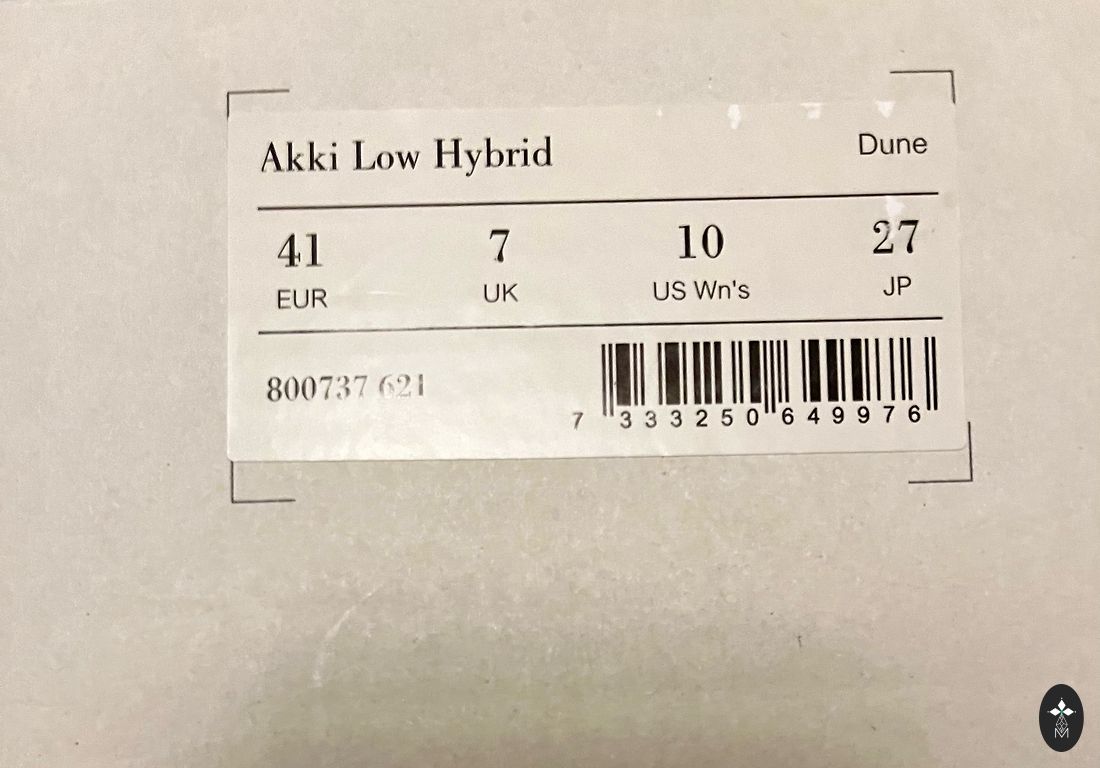 Akki Low Hybrid Dune
41 7 10 27
EUR UK US Wn's JP
800737 621
7 333250 649976
M